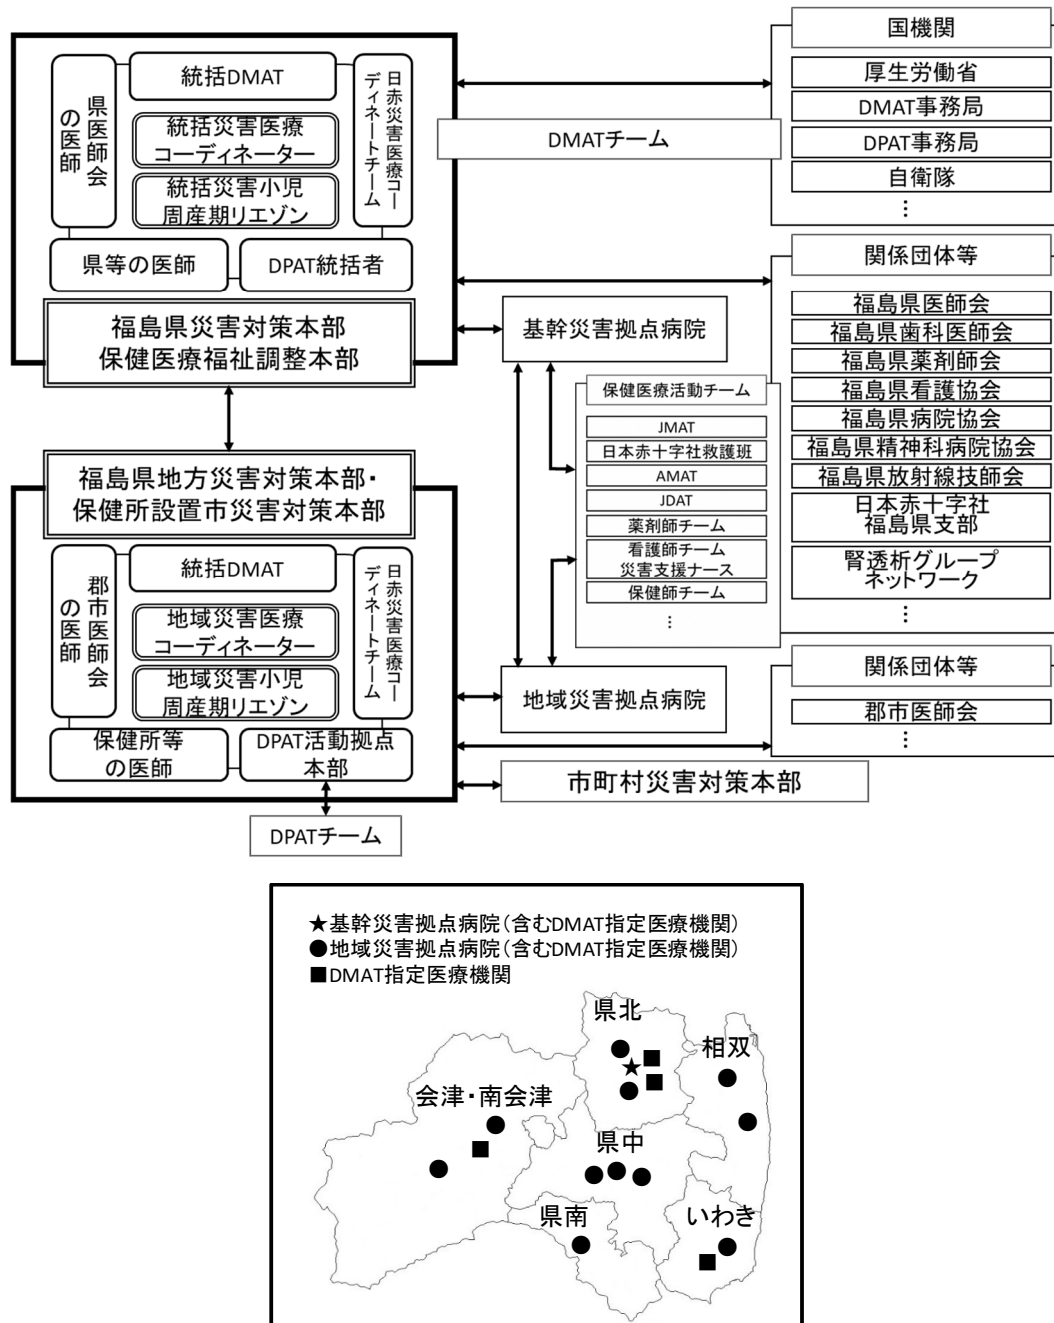 県医師会
の医師
統括DMAT
日赤災害医療コー
ディネートチーム
統括災害医療
コーディネーター
統括災害小児
周産期リエゾン
県等の医師
DPAT統括者
福島県災害対策本部
保健医療福祉調整本部
福島県地方災害対策本部・
保健所設置市災害対策本部
郡市医師会
の医師
統括DMAT
日赤災害医療コー
ディネートチーム
地域災害医療
コーディネーター
地域災害小児
周産期リエゾン
保健所等
の医師
DPAT活動拠点
本部
DPATチーム
DMATチーム
基幹災害拠点病院
保健医療活動チーム
JMAT
日本赤十字社救護班
AMAT
JDAT
薬剤師チーム
看護師チーム
災害支援ナース
保健師チーム
…
地域災害拠点病院
市町村災害対策本部
国機関
厚生労働省
DMAT事務局
DPAT事務局
自衛隊
…
関係団体等
福島県医師会
福島県歯科医師会
福島県薬剤師会
福島県看護協会
福島県病院協会
福島県精神科病院協会
福島県放射線技師会
日本赤十字社
福島県支部
腎透析グループ
ネットワーク
…
関係団体等
郡市医師会
…
★基幹災害拠点病院（含むDMAT指定医療機関）
●地域災害拠点病院（含むDMAT指定医療機関）
■DMAT指定医療機関
県北
相双
会津・南会津
県中
県南
いわき